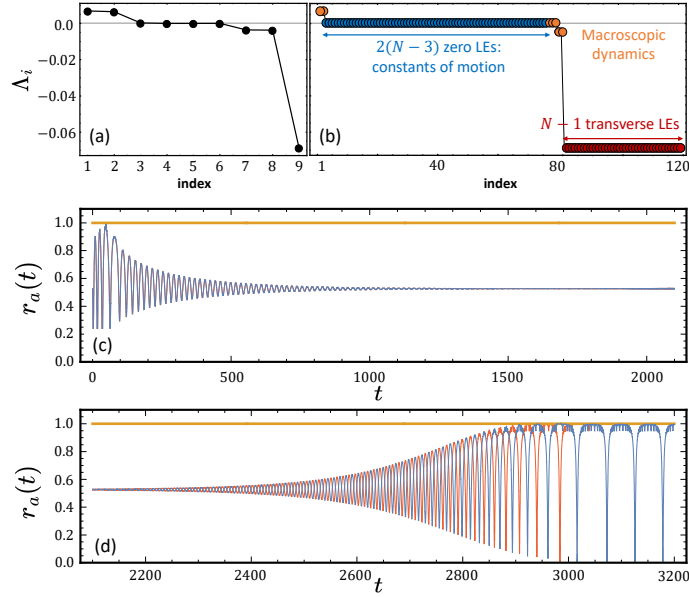 0.00
−0.02
−0.04
−0.06
Λi
(a)
1 2 3 4 5 6 7 8 9
index
2(N − 3) zero LEs:
constants of motion
Macroscopic
dynamics
N − 1 transverse LEs
(b)
1 40 80 120
index
1.0
0.8
0.6
0.4
0.2
0.0
ra(t)
(c)
0 500 1000 1500 2000
t
1.0
0.8
0.6
0.4
0.2
0.0
ra(t)
(d)
2200 2400 2600 2800 3000 3200
t